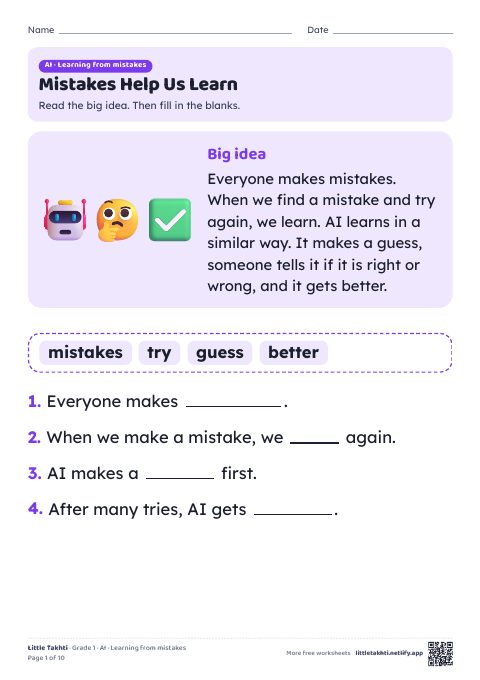 Name Date
AI · Learning from mistakes
Mistakes Help Us Learn
Read the big idea. Then fill in the blanks.
Big idea
Everyone makes mistakes.
When we find a mistake and try
again, we learn. AI learns in a
similar way. It makes a guess,
someone tells it if it is right or
wrong, and it gets better.
mistakes try guess better
1. Everyone makes ___________.
2. When we make a mistake, we ______ again.
3. AI makes a ________ first.
4. After many tries, AI gets _________.
Little Takhti · Grade 1 · AI · Learning from mistakes
Page 1 of 10
More free worksheets littletakhti.netlify.app